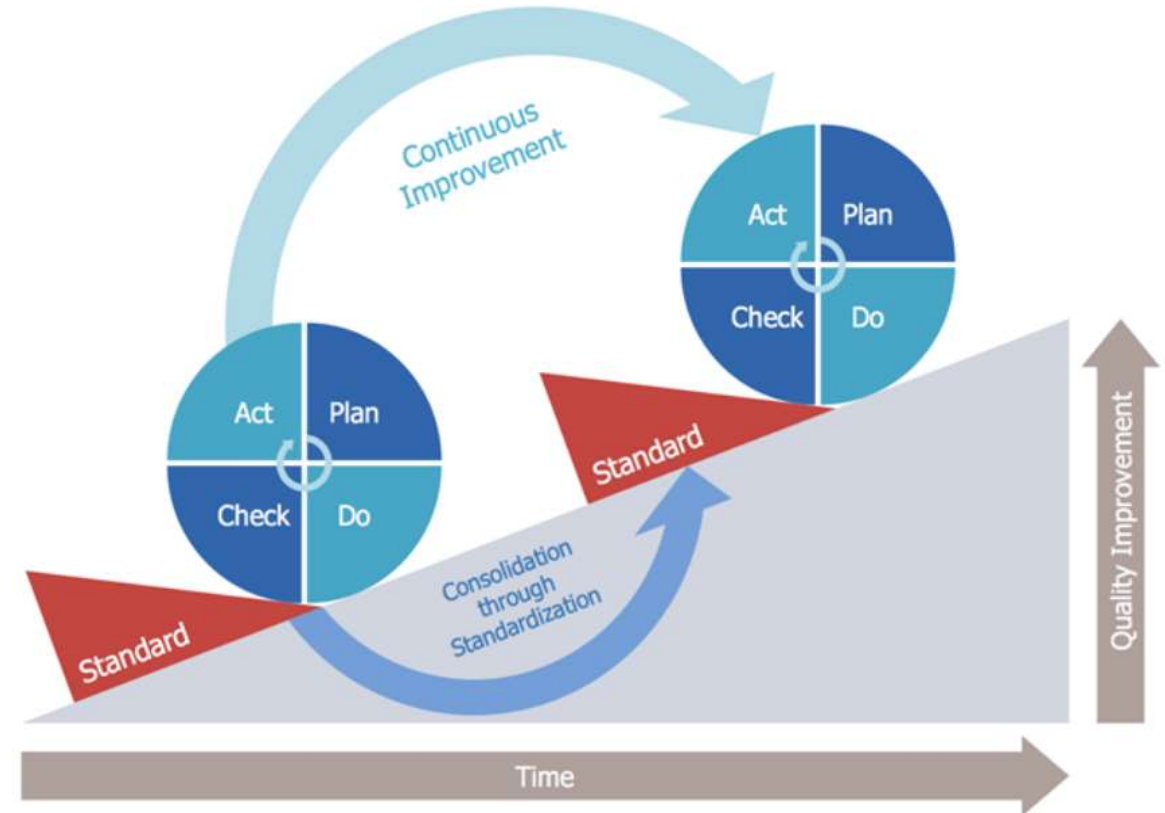 Continuous
Improvement
Act
Plan
Check
Do
Act
Plan
Check
Do
Standard
Standard
Consolidation
through
Standardization
Quality Improvement
Time